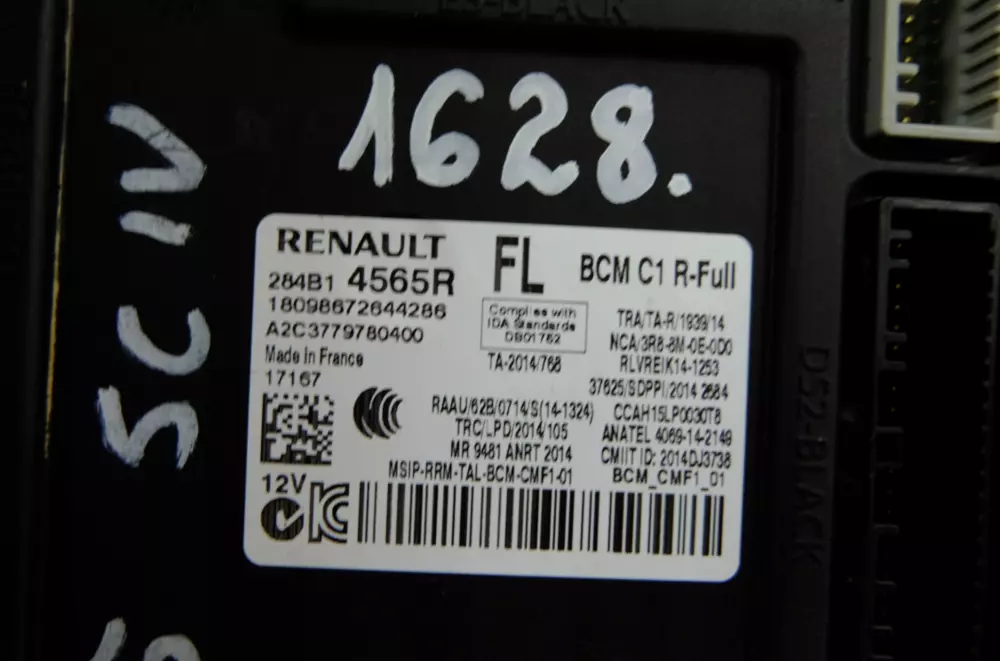 1628.
SC IV
RENAULT
FL
BCM C1 R-Full
284B1 4565R
18098672644286
A2C3779780400
Made in France
17167
Complies with
IDA Standards
DB01752
TA-2014/768
TRA/TA-R/1939/14
NCA/3R8-8M-0E-0D0
RLVREIK14-1253
37625/SDPPI/2014 2684
RAAU/62B/0714/S(14-1324)
CCAH15LP0030T8
TRC/LPD/2014/105
ANATEL 4069-14-2149
MR 9481 ANRT 2014
CMIIT ID: 2014DJ3738
MSIP-RRM-TAL-BCM-CMF1-01
BCM_CMF1_01
12V
D52-BLACK